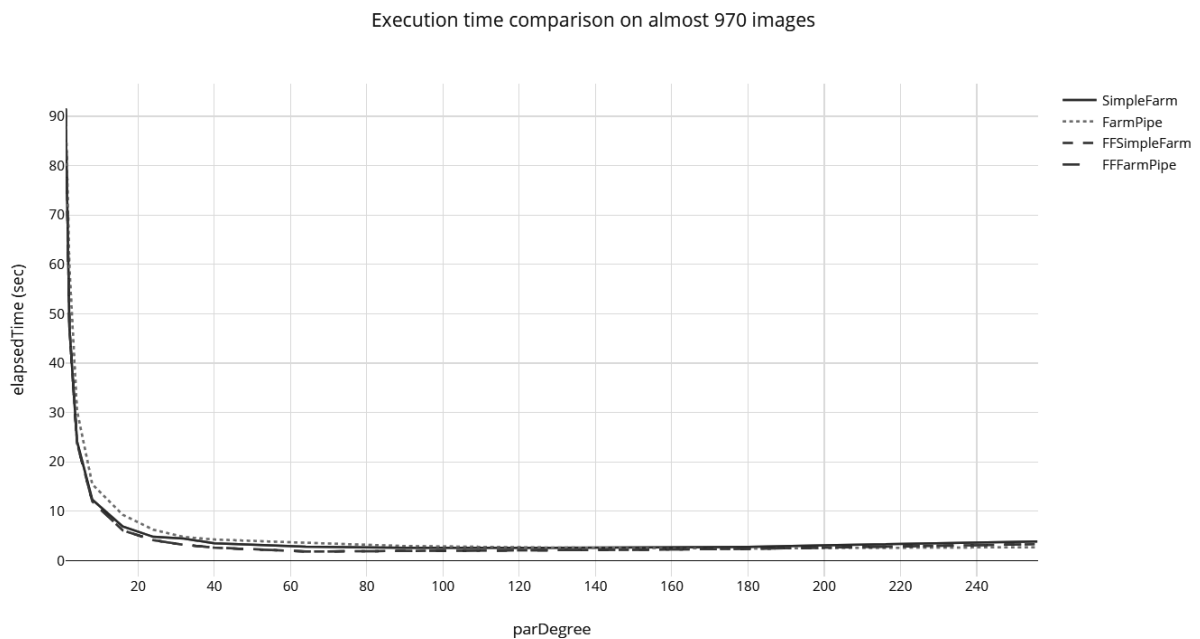 Execution time comparison on almost 970 images
SimpleFarm
FarmPipe
FFSimpleFarm
FFFarmPipe
elapsedTime (sec)
90
80
70
60
50
40
30
20
10
0
20 40 60 80 100 120 140 160 180 200 220 240
parDegree